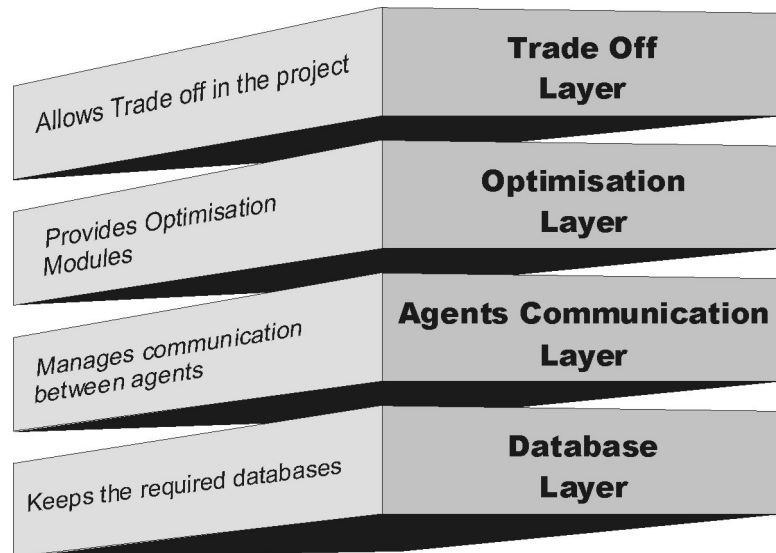 Allows Trade off in the project
Trade Off
Layer
Provides Optimisation
Modules
Optimisation
Layer
Manages communication
between agents
Agents Communication
Layer
Keeps the required databases
Database
Layer